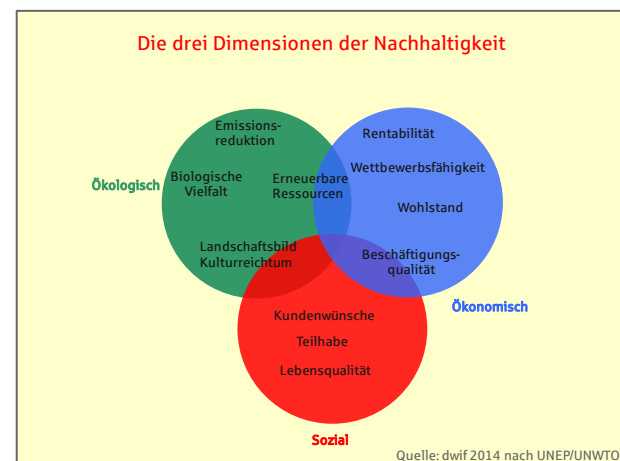 Die drei Dimensionen der Nachhaltigkeit
Emissions-
reduktion
Rentabilität
Wettbewerbsfähigkeit
Biologische
Vielfalt
Erneuerbare
Ressourcen
Ökologisch
Wohlstand
Landschaftsbild
Kulturreichtum
Beschäftigungs-
qualität
Ökonomisch
Kundenwünsche
Teilhabe
Lebensqualität
Sozial
Quelle: dwif 2014 nach UNEP/UNWTO